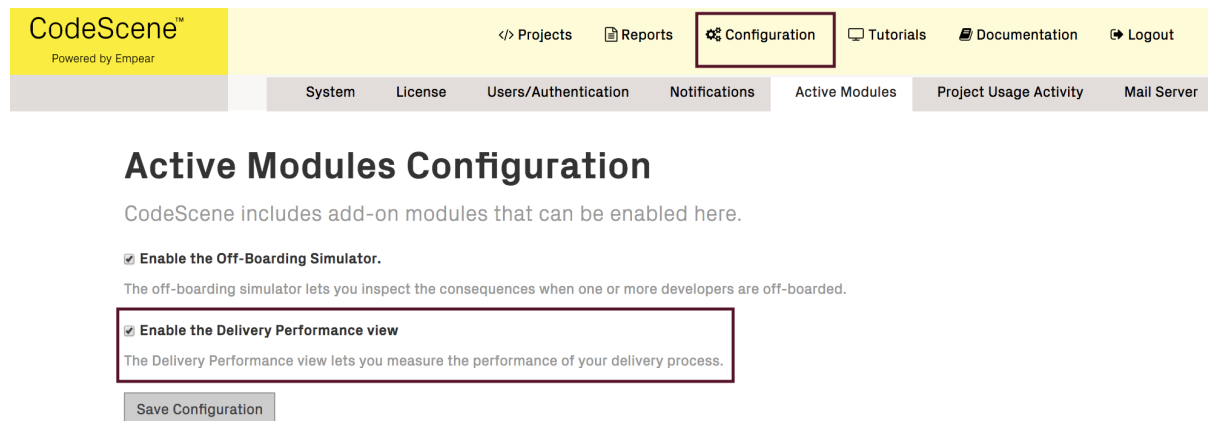 CodeScene™
Powered by Empear
Projects Reports Configuration Tutorials Documentation Logout
System License Users/Authentication Notifications Active Modules Project Usage Activity Mail Server
Active Modules Configuration
CodeScene includes add-on modules that can be enabled here.
Enable the Off-Boarding Simulator.
The off-boarding simulator lets you inspect the consequences when one or more developers are off-boarded.
Enable the Delivery Performance view
The Delivery Performance view lets you measure the performance of your delivery process.
Save Configuration